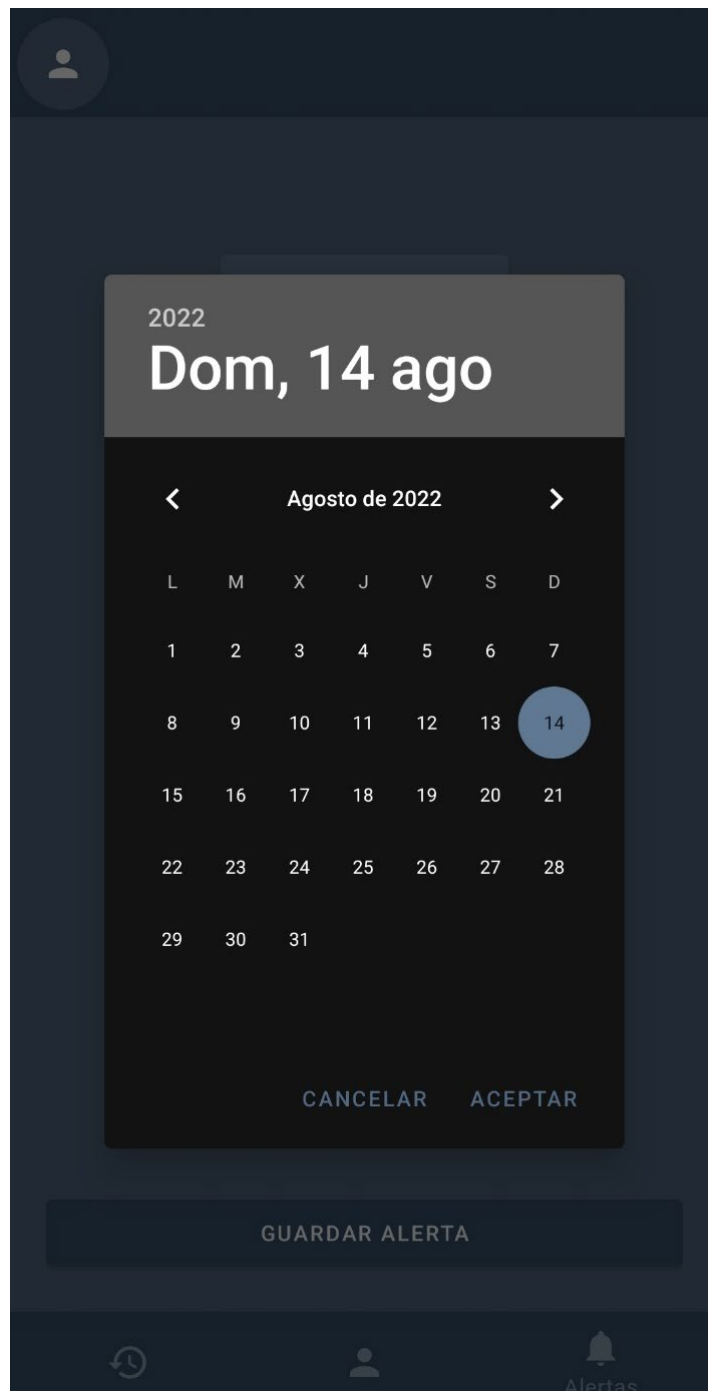 2022
Dom, 14 ago
Agosto de 2022
L M X J V S D
1 2 3 4 5 6 7
8 9 10 11 12 13 14
15 16 17 18 19 20 21
22 23 24 25 26 27 28
29 30 31
CANCELAR ACEPTAR
GUARDAR ALERTA
Alertas